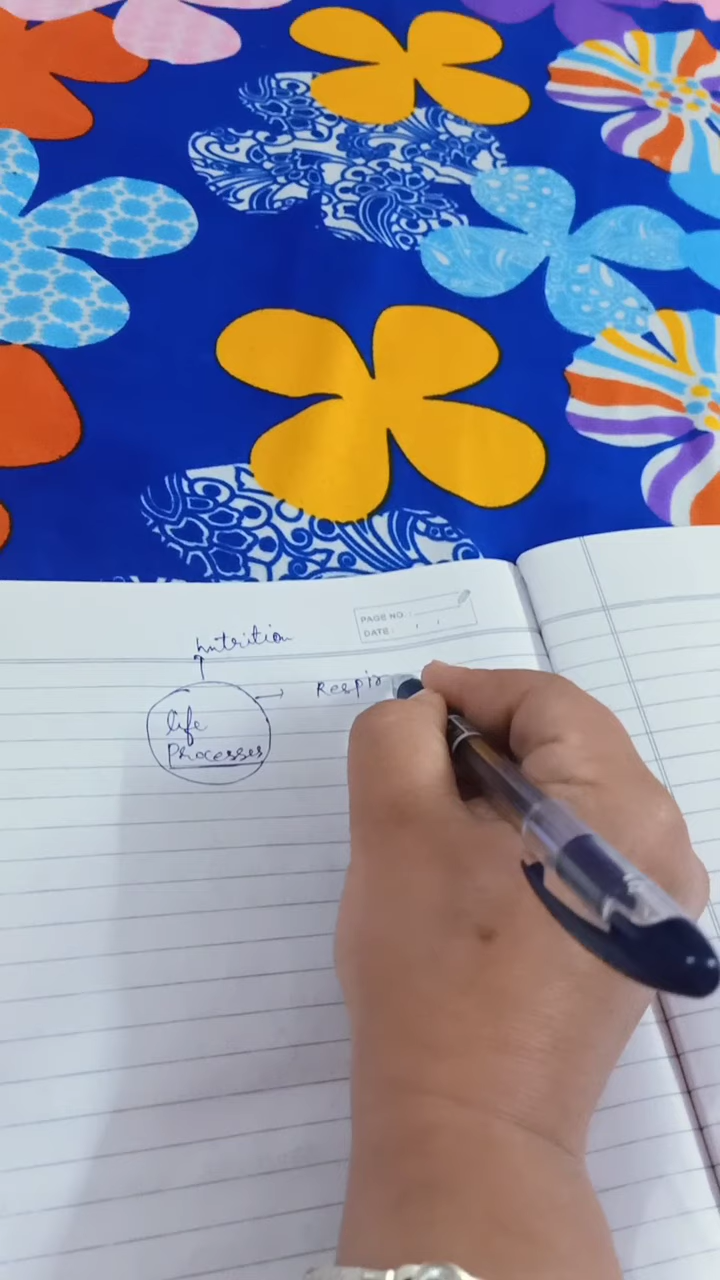 PAGE NO.:
DATE: / /
nutrition
Respir
life
Processes